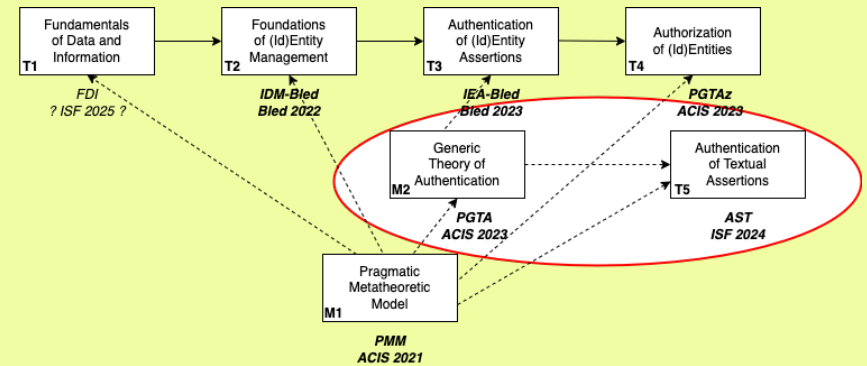 Fundamentals
of Data and
Information
T1
Foundations
of (Id)Entity
Management
T2
Authentication
of (Id)Entity
Assertions
T3
Authorization
of (Id)Entities
T4
FDI
? ISF 2025 ?
IDM-Bled
Bled 2022
IEA-Bled
Bled 2023
PGTAz
ACIS 2023
Generic
Theory of
Authentication
M2
Authentication
of Textual
Assertions
T5
PGTA
ACIS 2023
AST
ISF 2024
Pragmatic
Metatheoretic
Model
M1
PMM
ACIS 2021